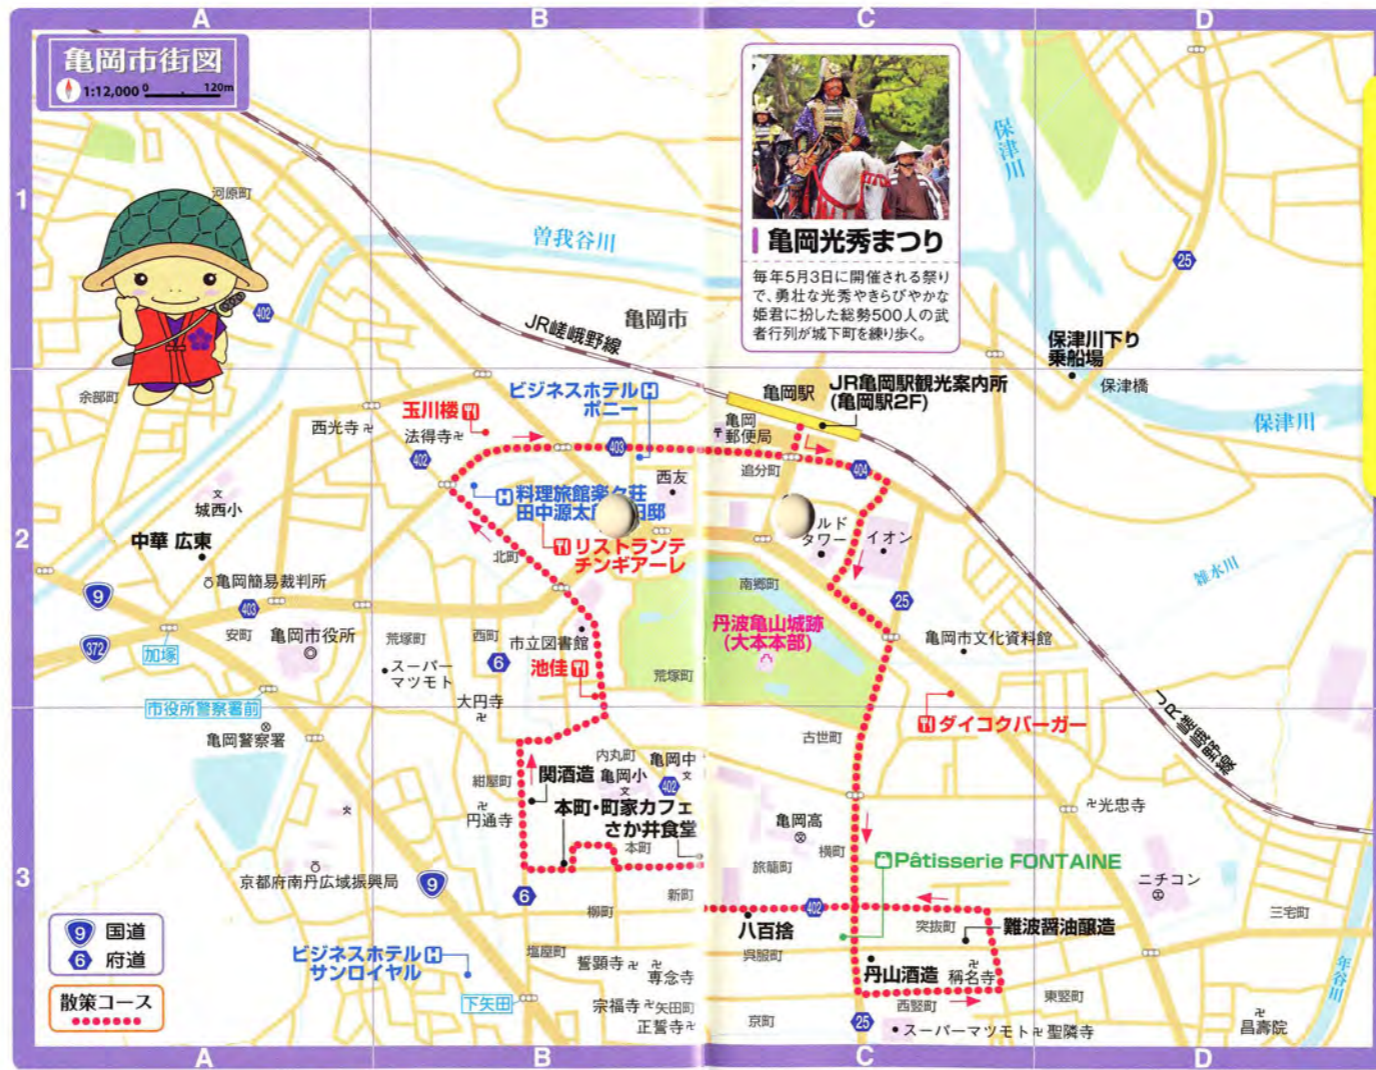 A
B
C
D
亀岡市街図
1:12,000 0 120m
1
2
3
亀岡光秀まつり
毎年5月3日に開催される祭り
で、勇壮な光秀やきらびやかな
姫君に扮した総勢500人の武
者行列が城下町を練り歩く。
河原町
曽我谷川
保津川
25
402
亀岡市
JR嵯峨野線
保津川下り
乗船場
保津橋
保津川
余部町
西光寺
玉川楼
法得寺
402
ビジネスホテル
ポニー
403
亀岡駅
JR亀岡駅観光案内所
(亀岡駅2F)
亀岡
郵便局
追分町
404
城西小
中華 広東
料理旅館楽々荘
西友
リストランテ
チンギアーレ
北町
タワー
イオン
雑水川
南郷町
25
9
372
亀岡簡易裁判所
403
安町
亀岡市役所
加塚
荒塚町
西町
6
スーパー
マツモト
市立図書館
池佳
大円寺
荒塚町
丹波亀山城跡
(大本本部)
亀岡市文化資料館
ダイコクバーガー
JR嵯峨野線
市役所警察署前
亀岡警察署
古世町
内丸町
亀岡中
402
紺屋町
関酒造
亀岡小
円通寺
本町・町家カフェ
さか井食堂
本町
亀岡高
横町
旅籠町
Pâtisserie FONTAINE
光忠寺
京都府南丹広域振興局
9
6
柳町
新町
402
八百捨
突抜町
難波醤油醸造
ニチコン
三宅町
9 国道
6 府道
散策コース
ビジネスホテル
サンロイヤル
塩屋町
誓願寺
専念寺
呉服町
丹山酒造
稱名寺
下矢田
宗福寺
矢田町
正誓寺
京町
25
西竪町
東竪町
スーパーマツモト
聖隣寺
年谷川
昌壽院
A
B
C
D